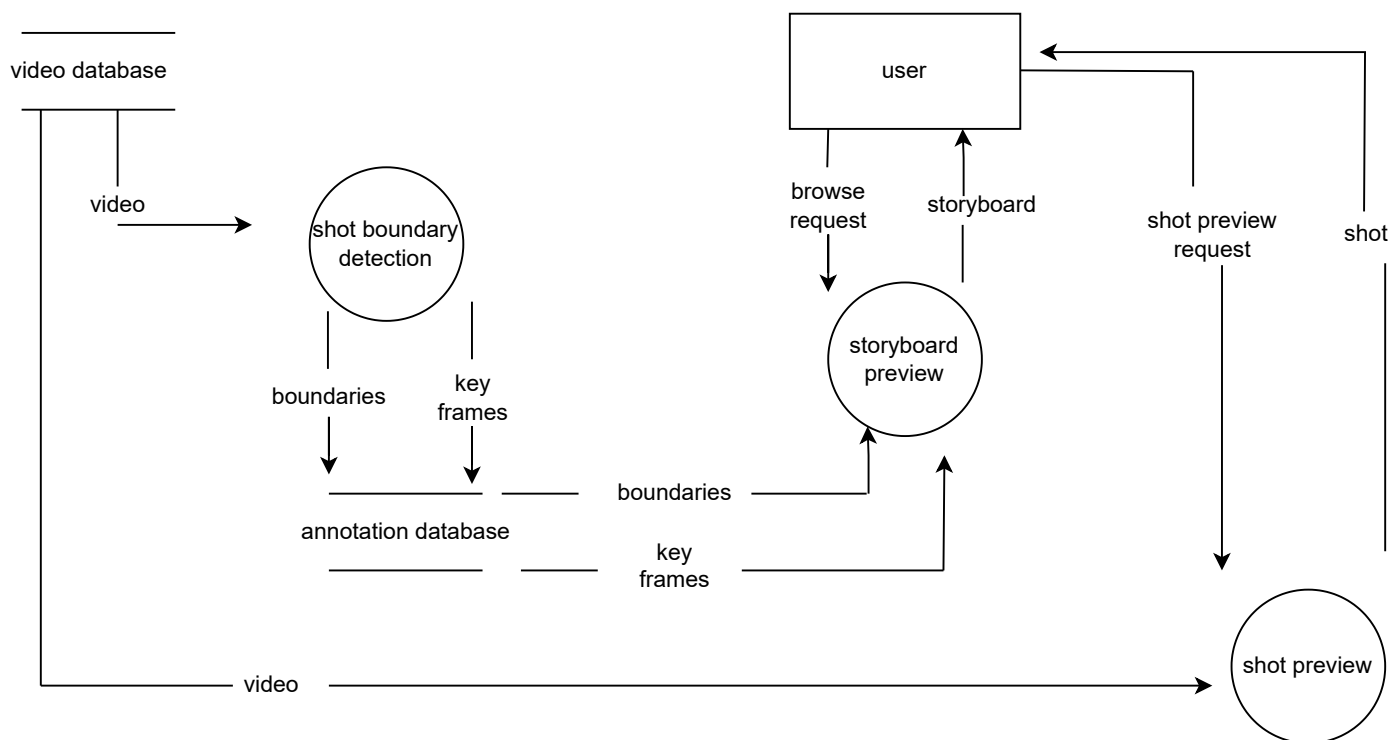 video database
user
video
shot boundary
detection
browse
request
storyboard
shot preview
request
shot
storyboard
preview
boundaries
key
frames
boundaries
annotation database
key
frames
video
shot preview